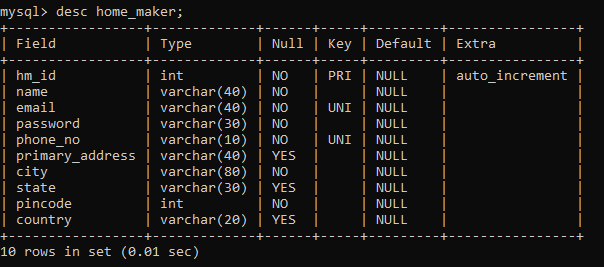 mysql> desc home_maker;
+-----------------+-------------+------+-----+---------+----------------+
| Field           | Type        | Null | Key | Default | Extra          |
+-----------------+-------------+------+-----+---------+----------------+
| hm_id           | int         | NO   | PRI | NULL    | auto_increment |
| name            | varchar(40) | NO   |     | NULL    |                |
| email           | varchar(40) | NO   | UNI | NULL    |                |
| password        | varchar(30) | NO   |     | NULL    |                |
| phone_no        | varchar(10) | NO   | UNI | NULL    |                |
| primary_address | varchar(40) | YES  |     | NULL    |                |
| city            | varchar(80) | NO   |     | NULL    |                |
| state           | varchar(30) | YES  |     | NULL    |                |
| pincode         | int         | NO   |     | NULL    |                |
| country         | varchar(20) | YES  |     | NULL    |                |
+-----------------+-------------+------+-----+---------+----------------+
10 rows in set (0.01 sec)